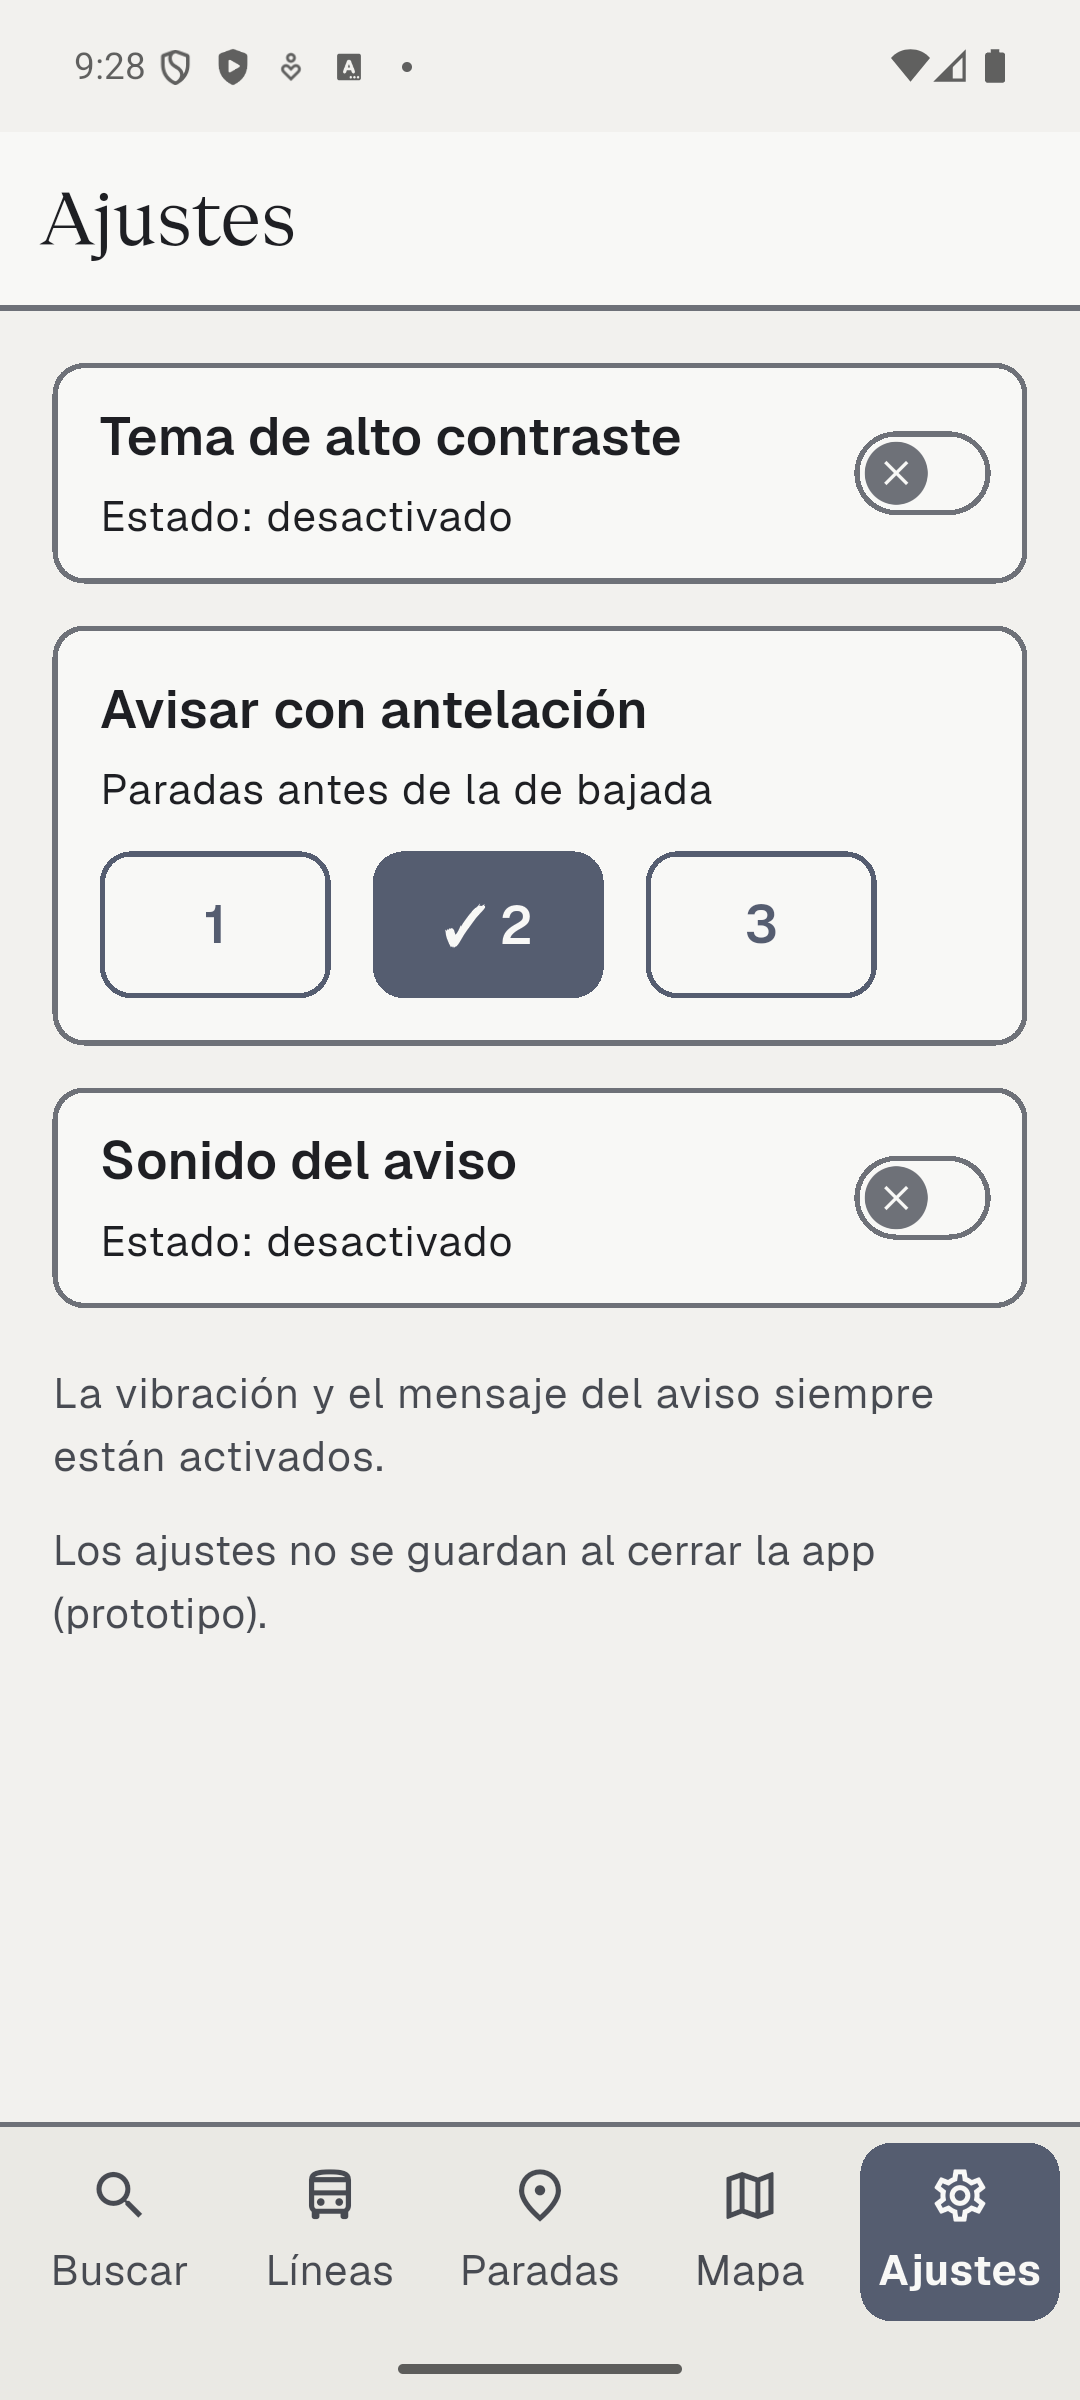 9:28
Ajustes
Tema de alto contraste
Estado: desactivado
Avisar con antelación
Paradas antes de la de bajada
1
✓ 2
3
Sonido del aviso
Estado: desactivado
La vibración y el mensaje del aviso siempre
están activados.
Los ajustes no se guardan al cerrar la app
(prototipo).
Buscar
Líneas
Paradas
Mapa
Ajustes